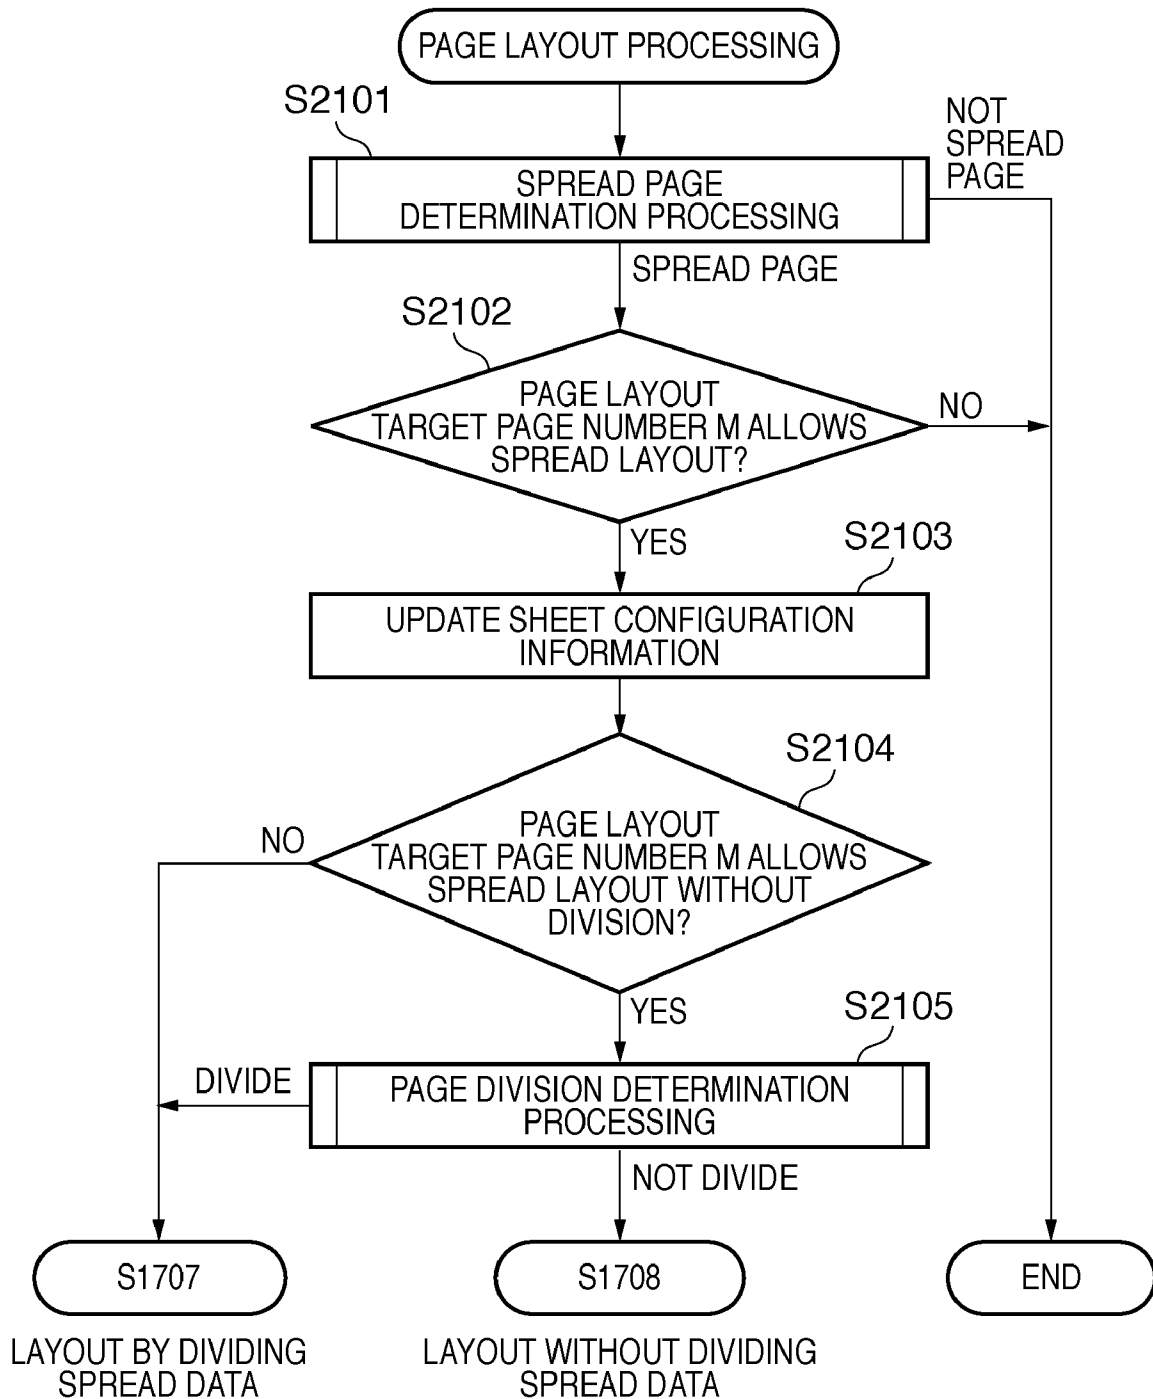 PAGE LAYOUT PROCESSING
S2101
NOT
SPREAD
PAGE
SPREAD PAGE
DETERMINATION PROCESSING
SPREAD PAGE
S2102
PAGE LAYOUT
TARGET PAGE NUMBER M ALLOWS
SPREAD LAYOUT?
NO
YES
S2103
UPDATE SHEET CONFIGURATION
INFORMATION
S2104
PAGE LAYOUT
TARGET PAGE NUMBER M ALLOWS
SPREAD LAYOUT WITHOUT
DIVISION?
NO
YES
S2105
PAGE DIVISION DETERMINATION
PROCESSING
DIVIDE
NOT DIVIDE
S1707
S1708
END
LAYOUT BY DIVIDING
SPREAD DATA
LAYOUT WITHOUT DIVIDING
SPREAD DATA